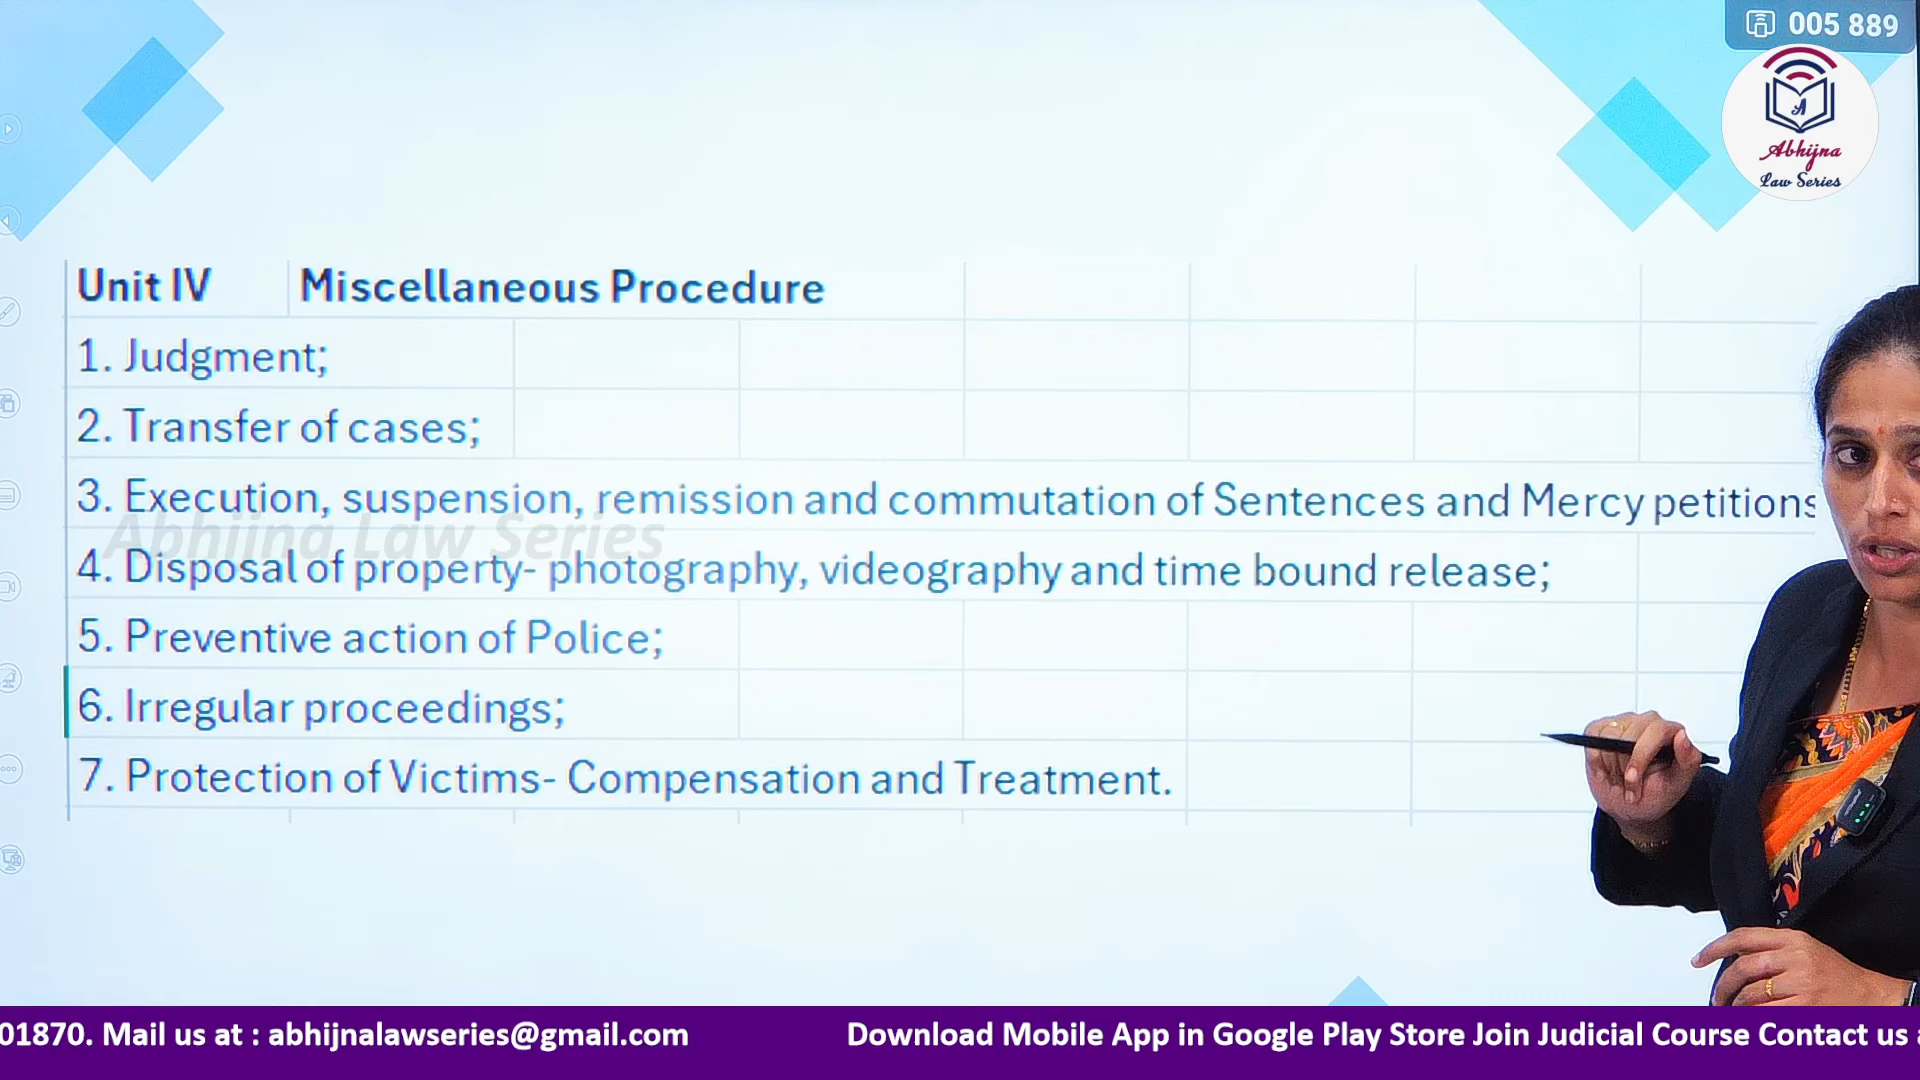 005 889
A
Abhijna
Law Series
Unit IV Miscellaneous Procedure
1. Judgment;
2. Transfer of cases;
3. Execution, suspension, remission and commutation of Sentences and Mercy petitions
Abhijna Law Series
4. Disposal of property- photography, videography and time bound release;
5. Preventive action of Police;
6. Irregular proceedings;
7. Protection of Victims- Compensation and Treatment.
01870. Mail us at : abhijnalawseries@gmail.com Download Mobile App in Google Play Store Join Judicial Course Contact us